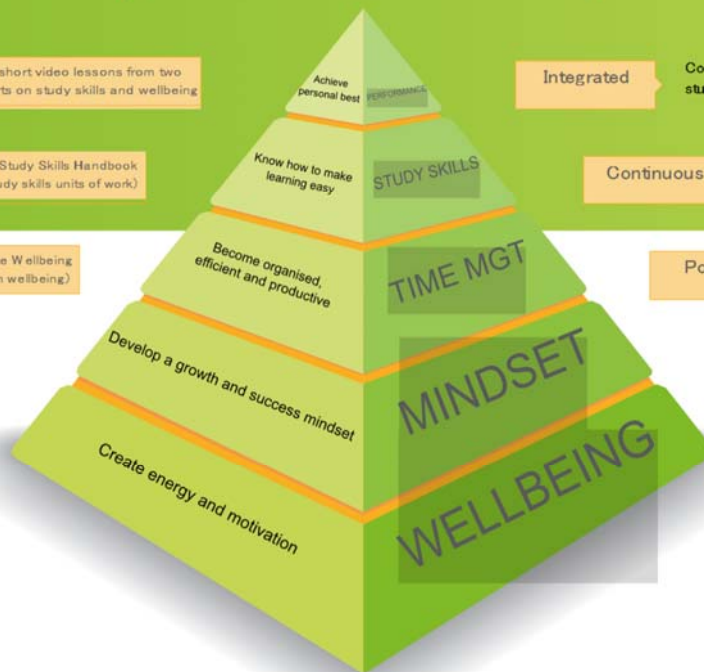 short video lessons from two
rts on study skills and wellbeing
Study Skills Handbook
udy skills units of work)
e Wellbeing
n wellbeing)
Achieve
personal best
PERFORMANCE
Know how to make
learning easy
STUDY SKILLS
Become organised,
efficient and productive
TIME MGT
Develop a growth and success mindset
MINDSET
Create energy and motivation
WELLBEING
Integrated
Co
stu
Continuous
Po